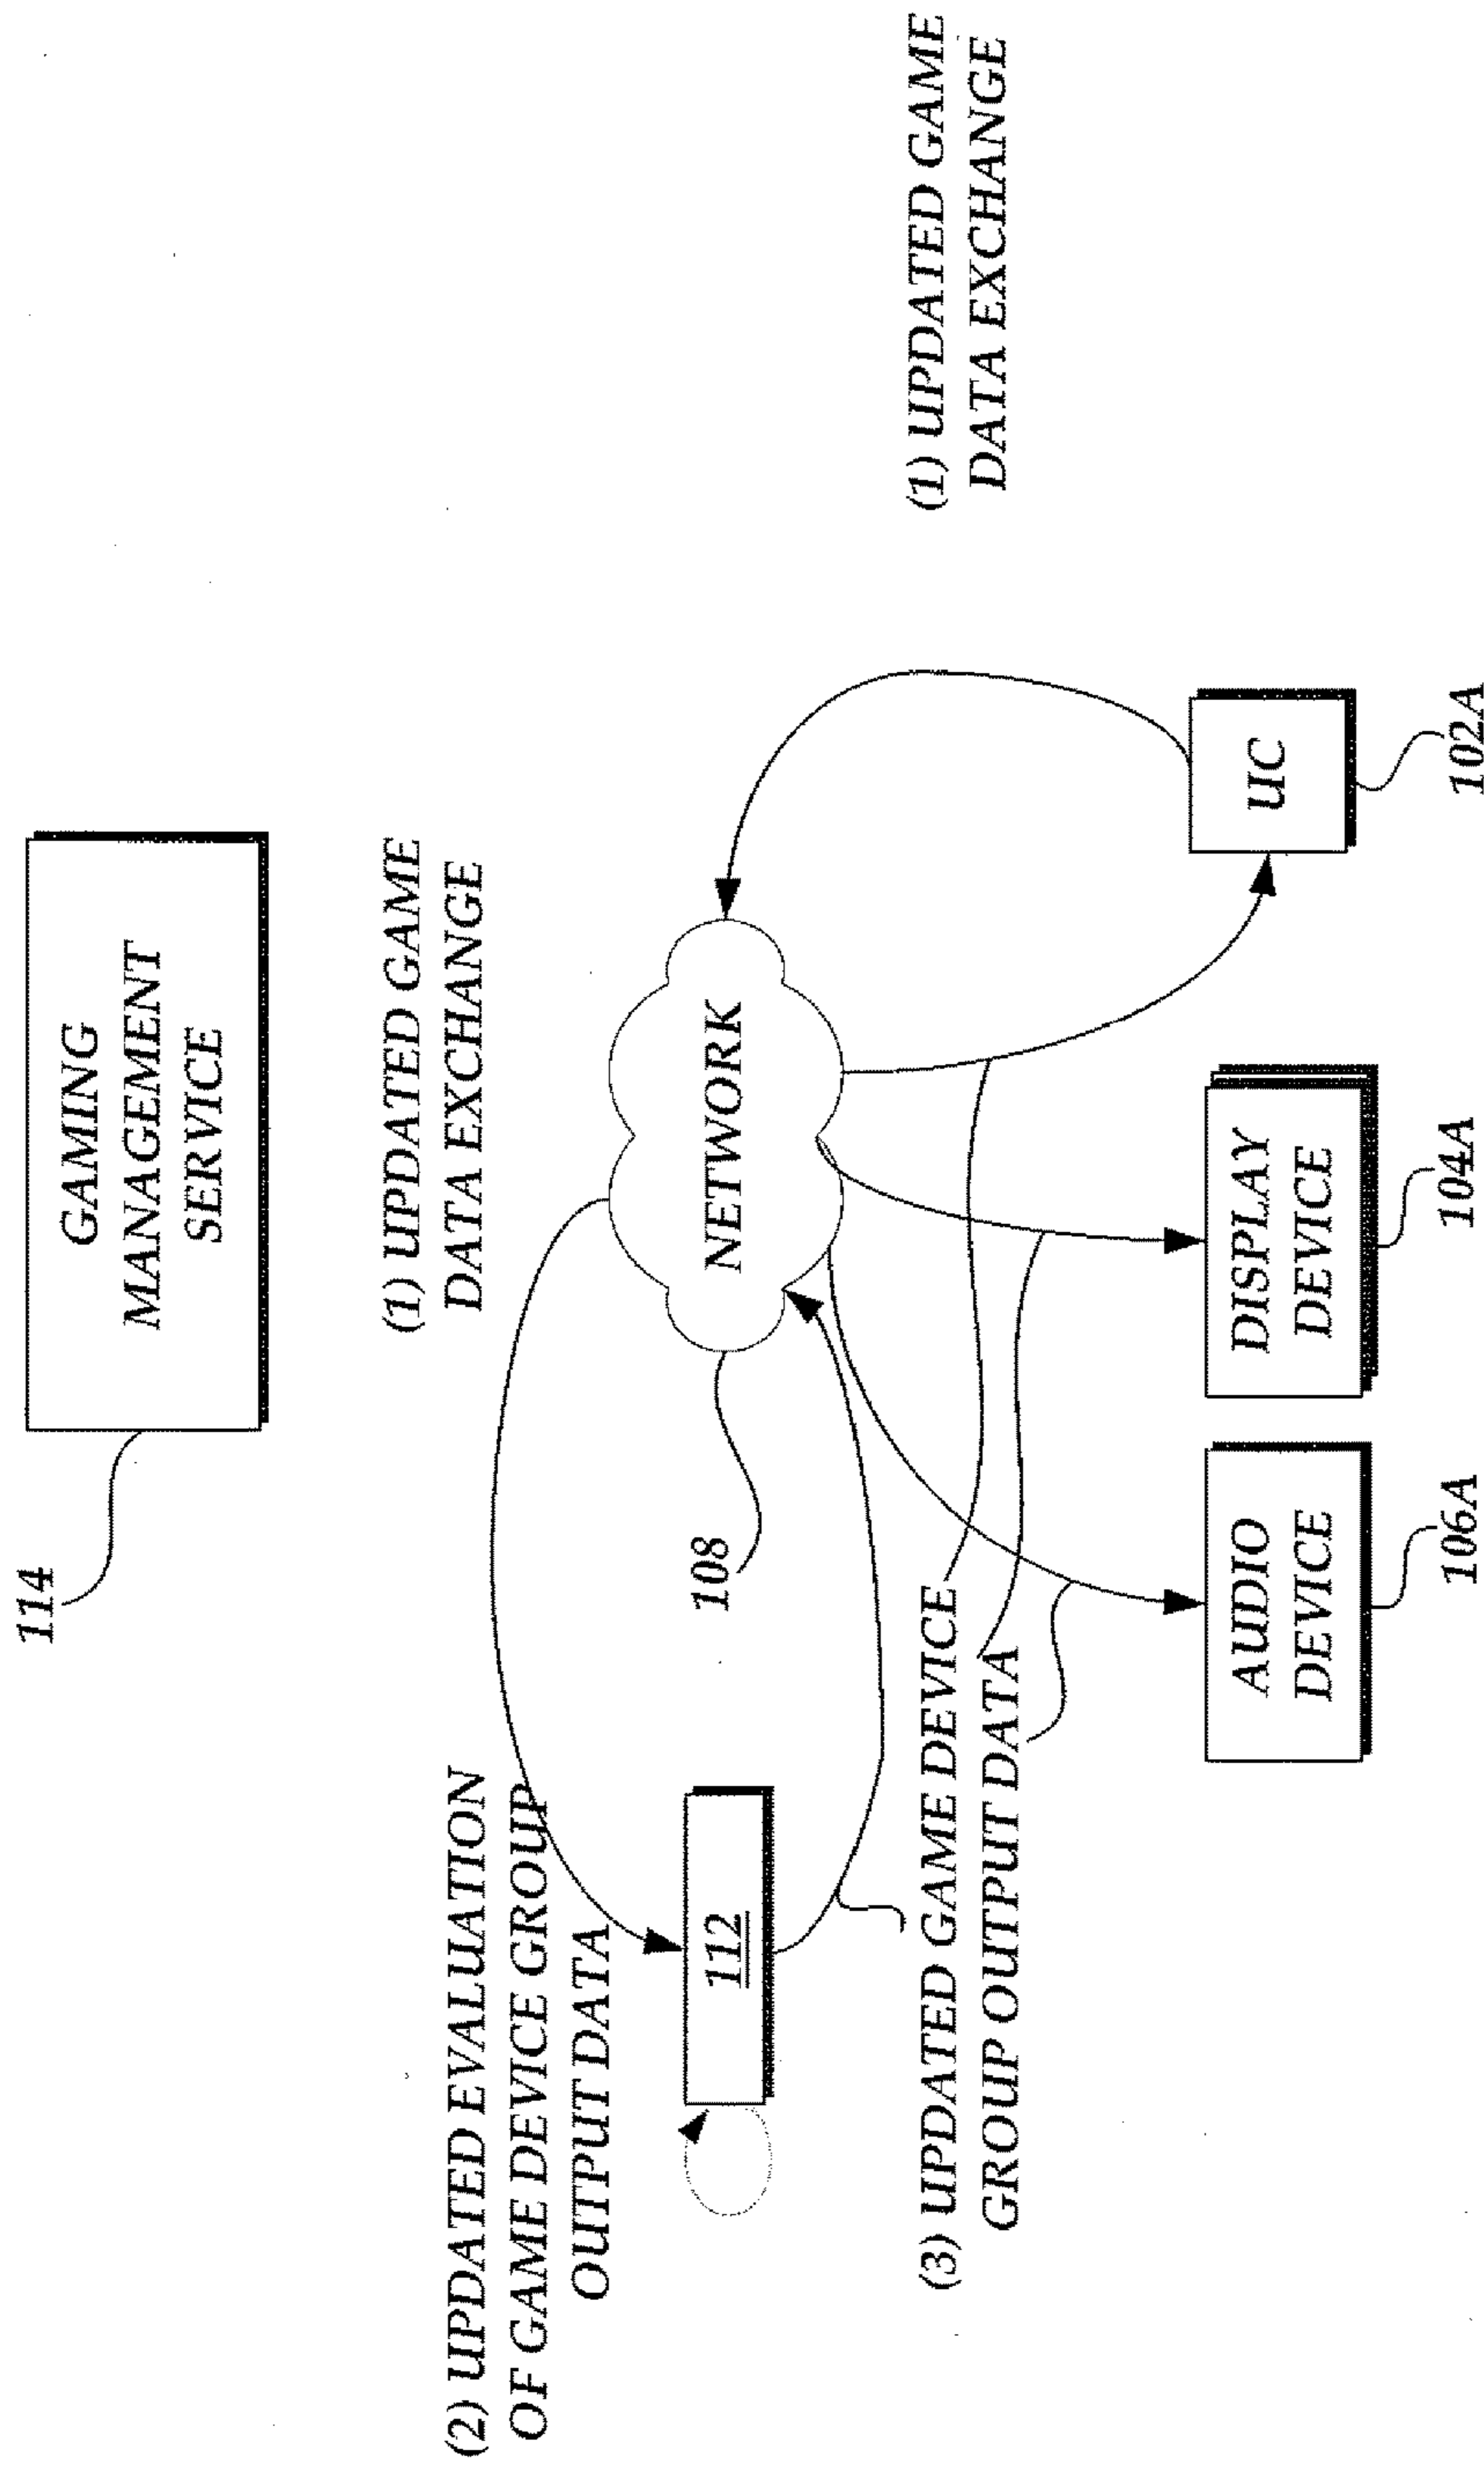 114
GAMING
MANAGEMENT
SERVICE
(1) UPDATED GAME
DATA EXCHANGE
(2) UPDATED EVALUATION
OF GAME DEVICE GROUP
OUTPUT DATA
112
108
NETWORK
(1) UPDATED GAME
DATA EXCHANGE
(3) UPDATED GAME DEVICE
GROUP OUTPUT DATA
AUDIO
DEVICE
106A
DISPLAY
DEVICE
104A
UC
102A